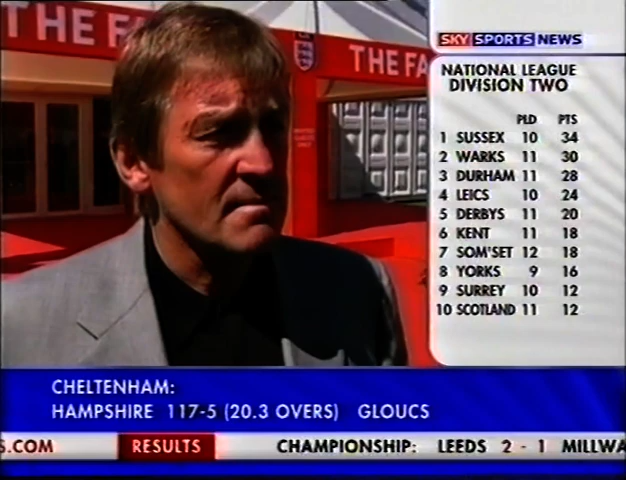 THE F
THE FA
SKY SPORTS NEWS
NATIONAL LEAGUE
DIVISION TWO
PLD PTS
1 SUSSEX 10 34
2 WARKS 11 30
3 DURHAM 11 28
4 LEICS 10 24
5 DERBYS 11 20
6 KENT 11 18
7 SOM'SET 12 18
8 YORKS 9 16
9 SURREY 10 12
10 SCOTLAND 11 12
CHELTENHAM:
HAMPSHIRE 117-5 (20.3 OVERS) GLOUCS
S.COM RESULTS CHAMPIONSHIP: LEEDS 2 - 1 MILLWA